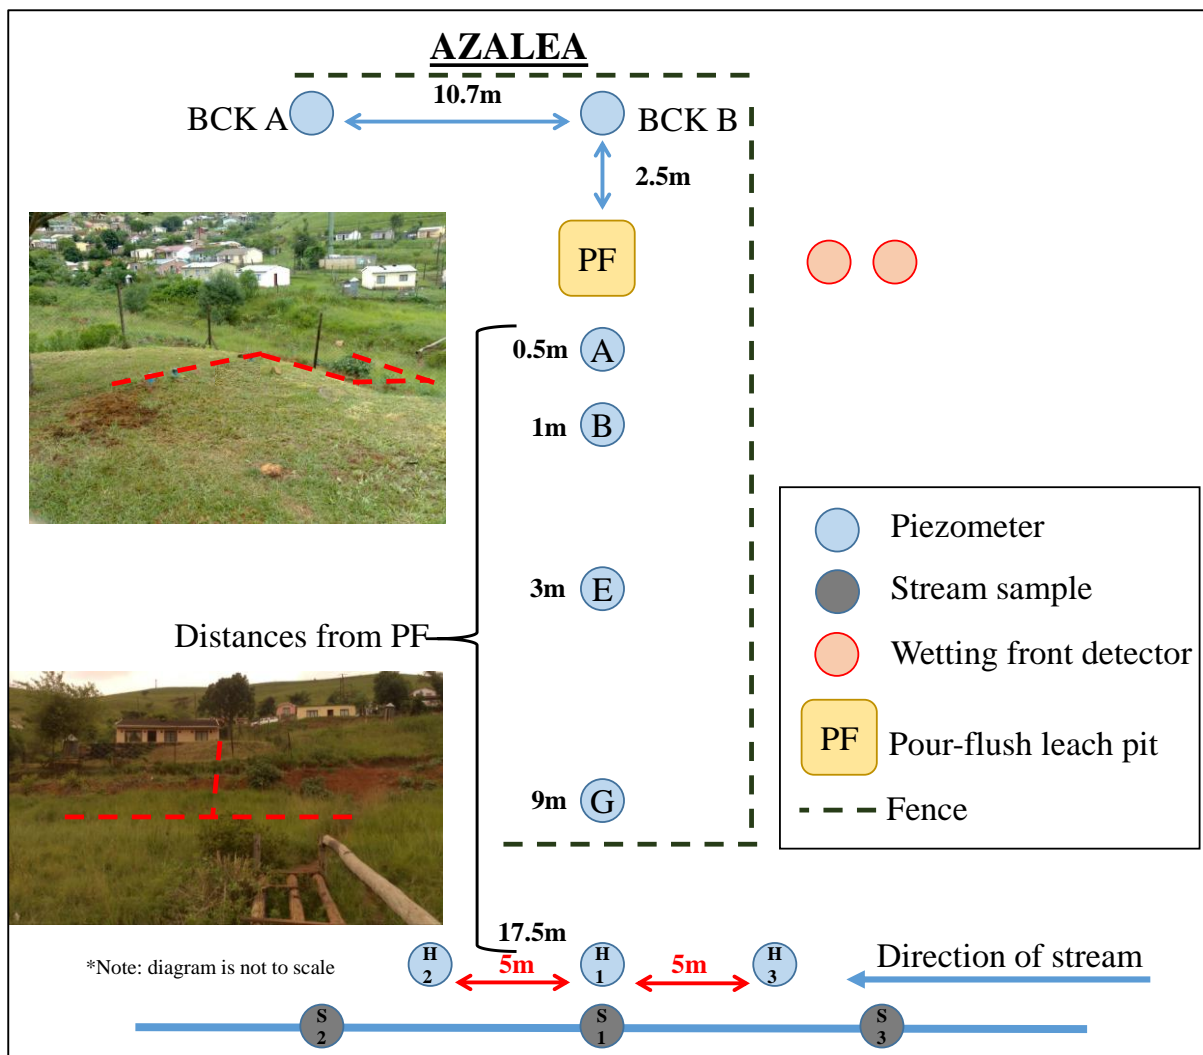 AZALEA
10.7m
BCK A
BCK B
2.5m
PF
0.5m
A
1m
B
3m
E
Distances from PF
9m
G
17.5m
H
2
5m
H
1
5m
H
3
*Note: diagram is not to scale
Direction of stream
S
2
S
1
S
3
Piezometer
Stream sample
Wetting front detector
PF
Pour-flush leach pit
Fence